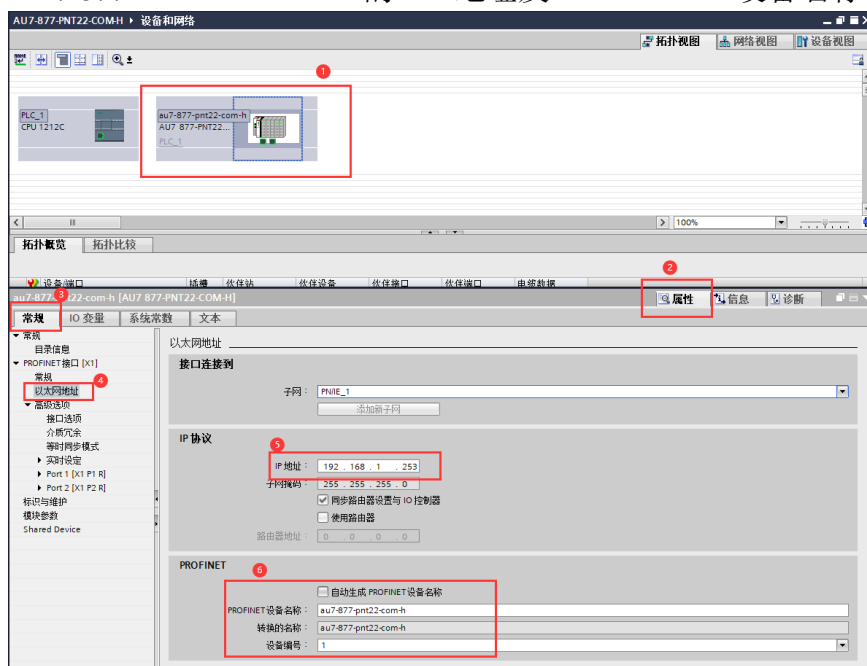 AU7-877-PNT22-COM-H ▸ 设备和网络
拓扑视图 网络视图 设备视图
1
PLC_1
CPU 1212C
au7-877-pnt22-com-h
AU7 877-PNT22...
PLC_1
100%
拓扑概览 拓扑比较
2
设备/端口 插槽 伙伴站 伙伴设备 伙伴接口 伙伴端口 电缆数据
au7-877-pnt22-com-h [AU7 877-PNT22-COM-H]
属性 信息 诊断
3
常规 IO 变量 系统常数 文本
常规
目录信息
PROFINET接口 [X1]
常规
4
以太网地址
高级选项
接口选项
介质冗余
等时同步模式
实时设定
Port 1 [X1 P1 R]
Port 2 [X1 P2 R]
标识与维护
模块参数
Shared Device
以太网地址
接口连接到
子网： PN/IE_1
添加新子网
IP 协议
5
IP 地址： 192 . 168 . 1 . 253
子网掩码： 255 . 255 . 255 . 0
同步路由器设置与 IO 控制器
使用路由器
路由器地址： 0 . 0 . 0 . 0
PROFINET
6
自动生成 PROFINET 设备名称
PROFINET 设备名称： au7-877-pnt22-com-h
转换的名称： au7-877-pnt22-com-h
设备编号： 1